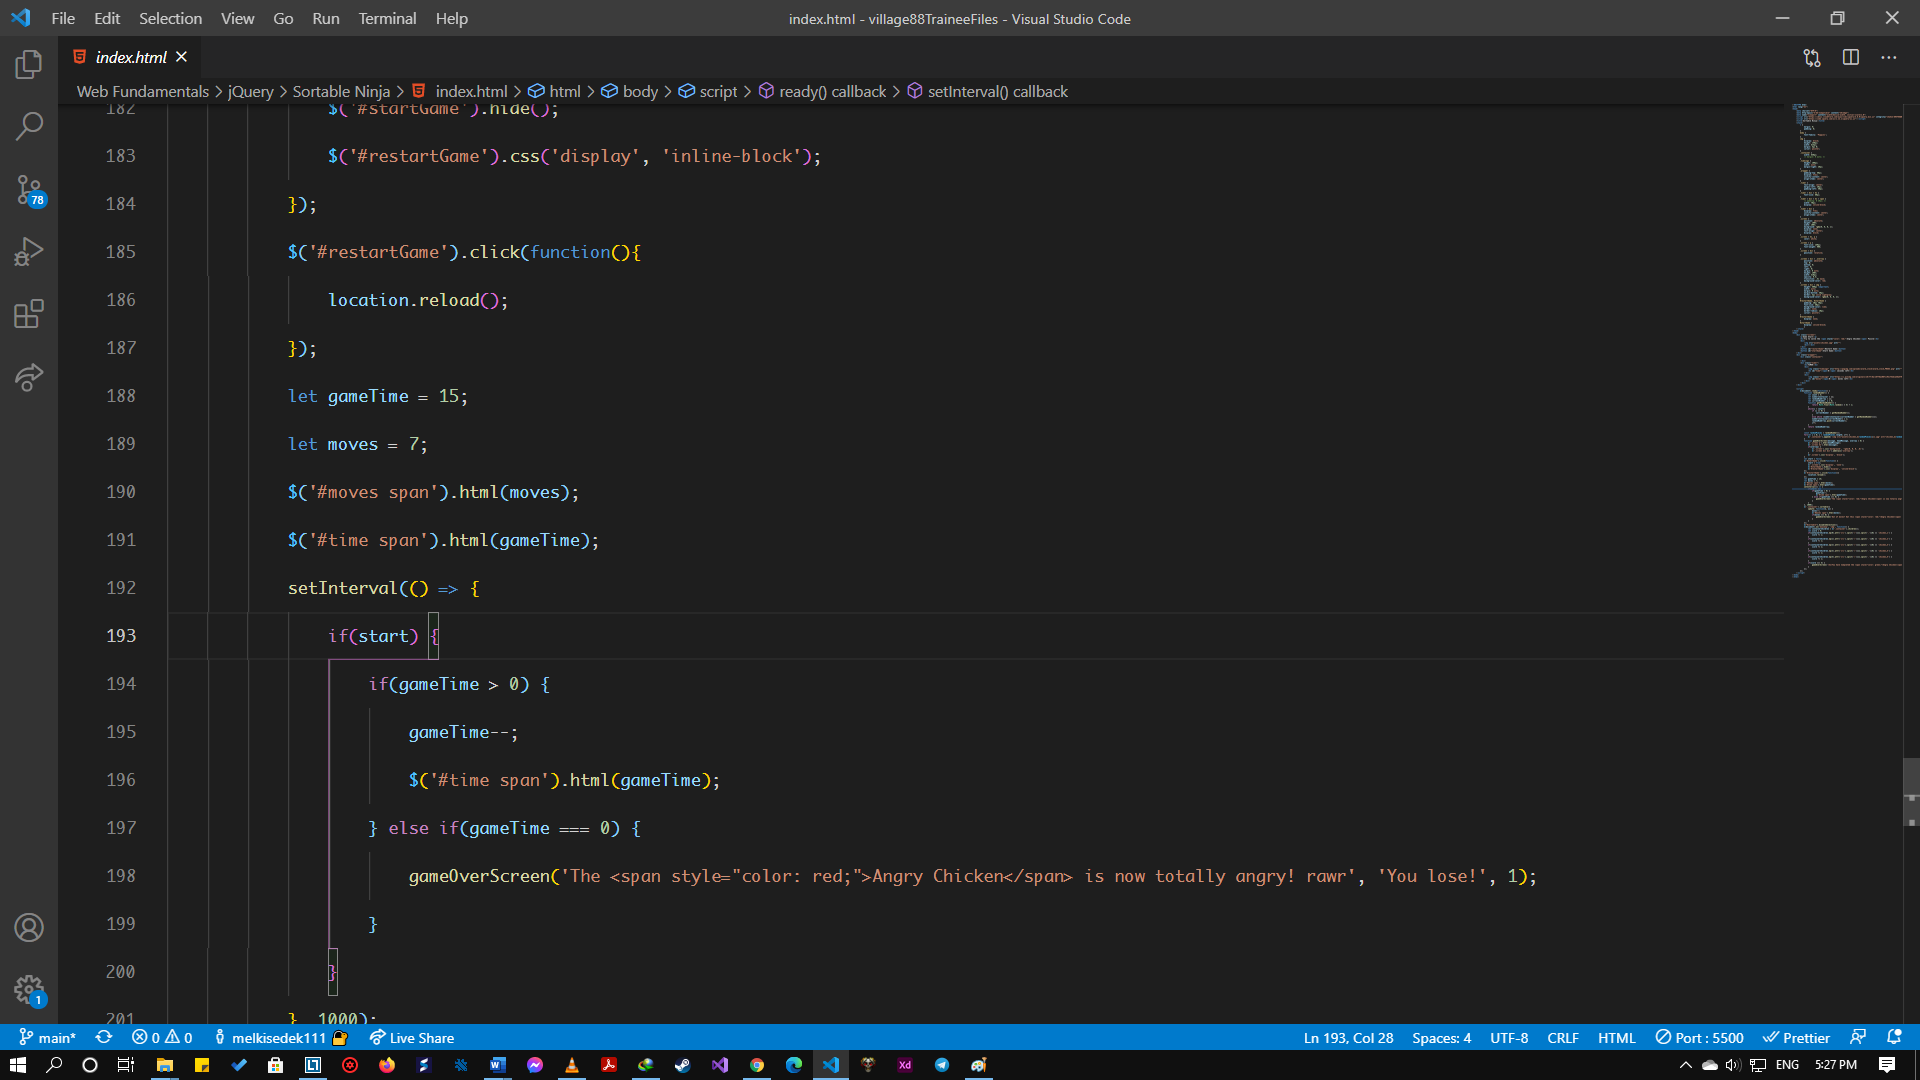 File Edit Selection View Go Run Terminal Help
index.html - village88TraineeFiles - Visual Studio Code
index.html
Web Fundamentals > jQuery > Sortable Ninja > index.html > html > body > script > ready() callback > setInterval() callback
182 $('#startGame').hide();
183 $('#restartGame').css('display', 'inline-block');
184 });
185 $('#restartGame').click(function(){
186 location.reload();
187 });
188 let gameTime = 15;
189 let moves = 7;
190 $('#moves span').html(moves);
191 $('#time span').html(gameTime);
192 setInterval(() => {
193 if(start) {
194 if(gameTime > 0) {
195 gameTime--;
196 $('#time span').html(gameTime);
197 } else if(gameTime === 0) {
198 gameOverScreen('The <span style="color: red;">Angry Chicken</span> is now totally angry! rawr', 'You lose!', 1);
199 }
200 }
201 }, 1000);
78
1
main* 0 0 melkisedek111 Live Share
Ln 193, Col 28 Spaces: 4 UTF-8 CRLF HTML Port : 5500 Prettier
ENG 5:27 PM